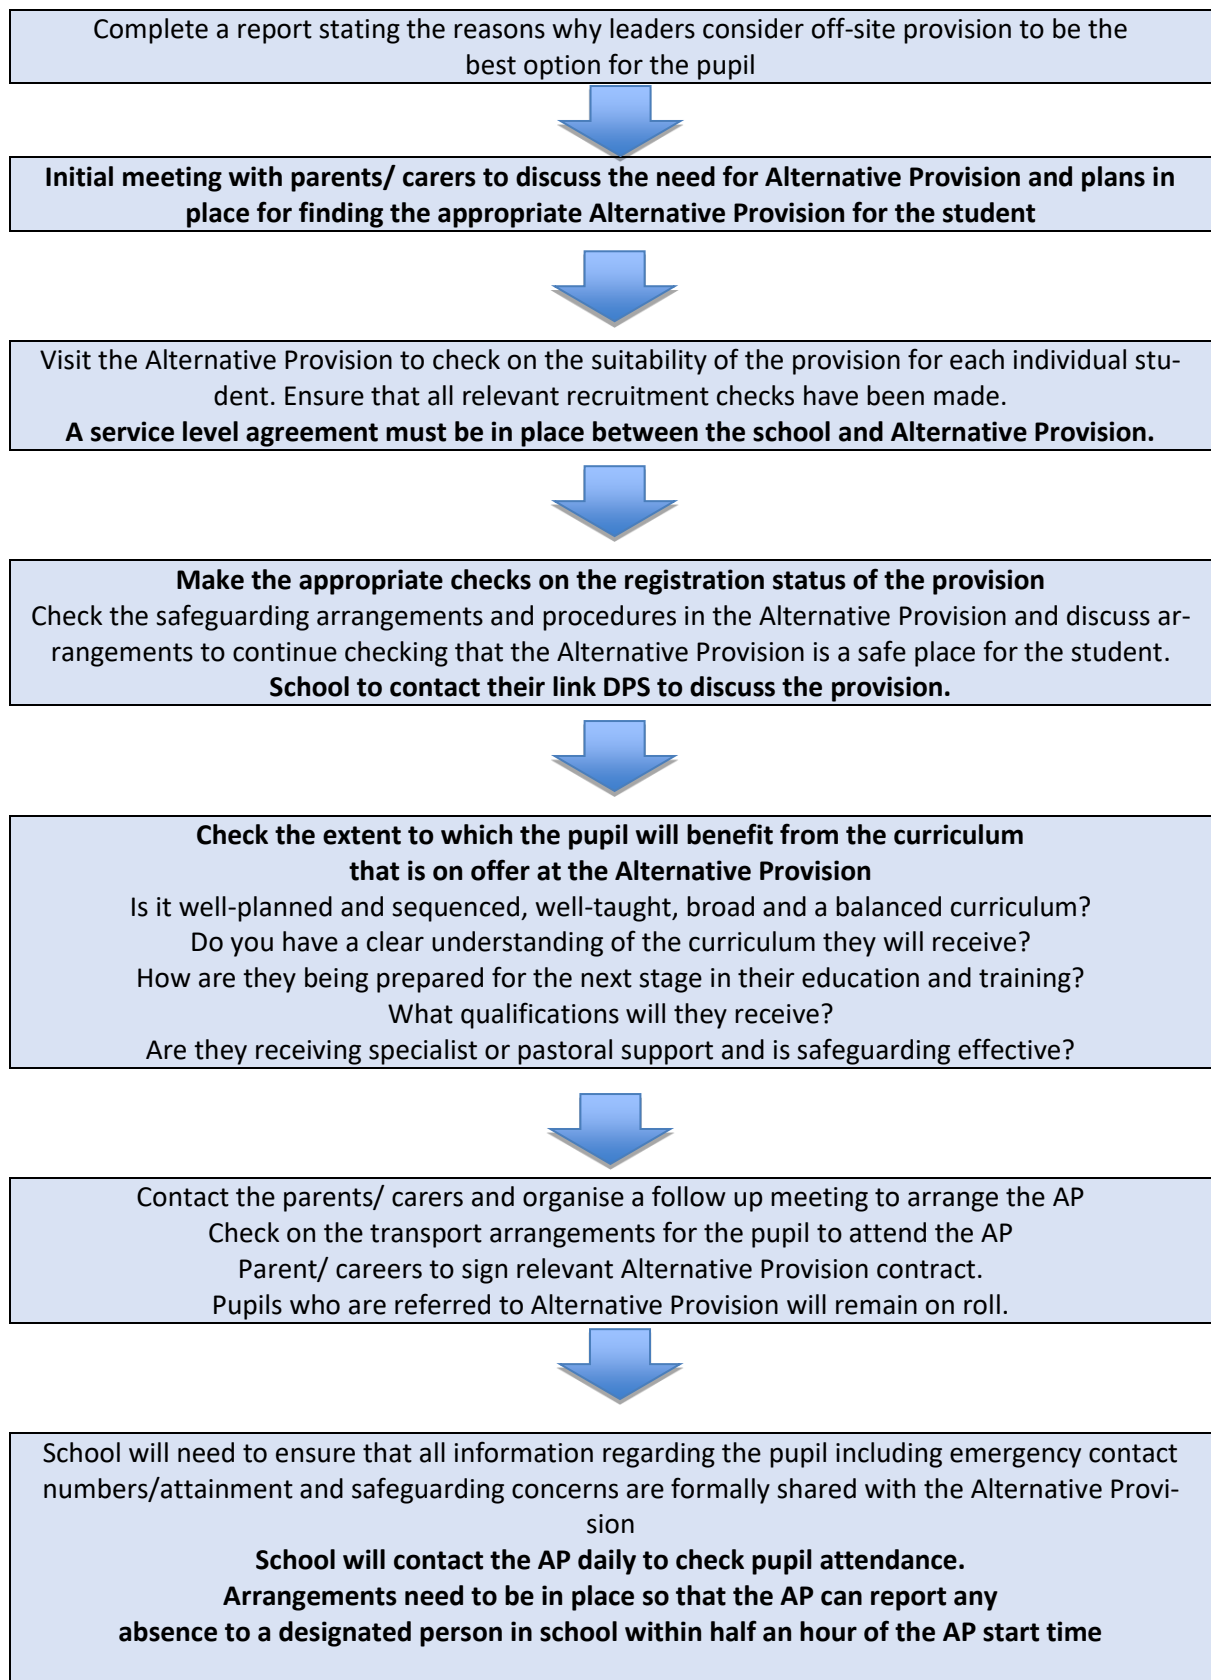 Complete a report stating the reasons why leaders consider off-site provision to be the
best option for the pupil
Initial meeting with parents/ carers to discuss the need for Alternative Provision and plans in
place for finding the appropriate Alternative Provision for the student
Visit the Alternative Provision to check on the suitability of the provision for each individual stu-
dent. Ensure that all relevant recruitment checks have been made.
A service level agreement must be in place between the school and Alternative Provision.
Make the appropriate checks on the registration status of the provision
Check the safeguarding arrangements and procedures in the Alternative Provision and discuss ar-
rangements to continue checking that the Alternative Provision is a safe place for the student.
School to contact their link DPS to discuss the provision.
Check the extent to which the pupil will benefit from the curriculum
that is on offer at the Alternative Provision
Is it well-planned and sequenced, well-taught, broad and a balanced curriculum?
Do you have a clear understanding of the curriculum they will receive?
How are they being prepared for the next stage in their education and training?
What qualifications will they receive?
Are they receiving specialist or pastoral support and is safeguarding effective?
Contact the parents/ carers and organise a follow up meeting to arrange the AP
Check on the transport arrangements for the pupil to attend the AP
Parent/ careers to sign relevant Alternative Provision contract.
Pupils who are referred to Alternative Provision will remain on roll.
School will need to ensure that all information regarding the pupil including emergency contact
numbers/attainment and safeguarding concerns are formally shared with the Alternative Provi-
sion
School will contact the AP daily to check pupil attendance.
Arrangements need to be in place so that the AP can report any
absence to a designated person in school within half an hour of the AP start time